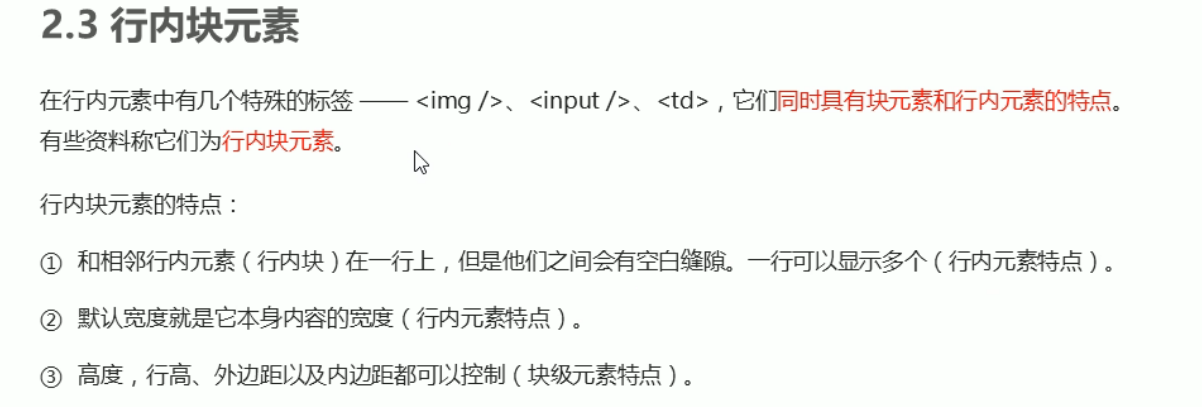 2.3 行内块元素
在行内元素中有几个特殊的标签 —— <img />、<input />、<td>，它们同时具有块元素和行内元素的特点。
有些资料称它们为行内块元素。
行内块元素的特点：
① 和相邻行内元素（行内块）在一行上，但是他们之间会有空白缝隙。一行可以显示多个（行内元素特点）。
② 默认宽度就是它本身内容的宽度（行内元素特点）。
③ 高度，行高、外边距以及内边距都可以控制（块级元素特点）。